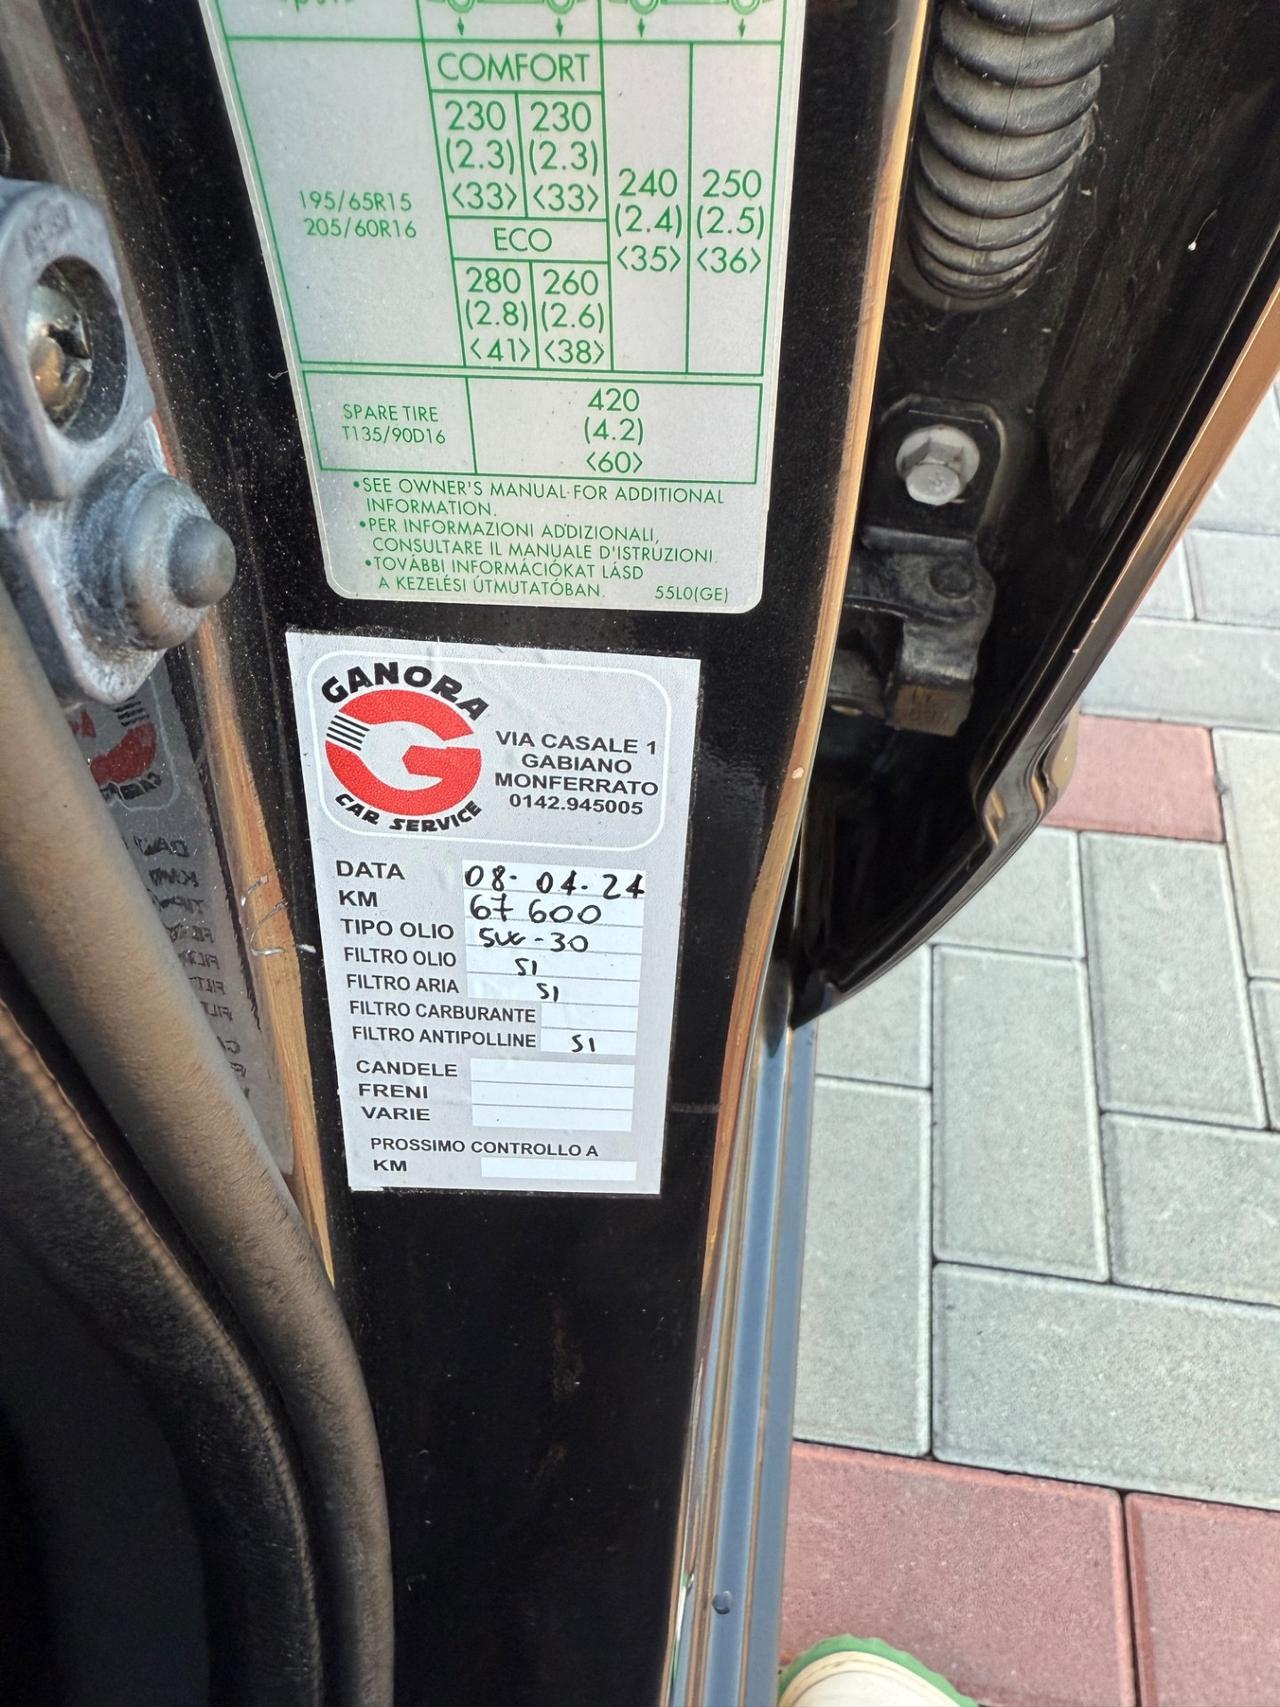 COMFORT
230 230
(2.3) (2.3)
<33> <33>
195/65R15
205/60R16
240 250
(2.4) (2.5)
<35> <36>
ECO
280 260
(2.8) (2.6)
<41> <38>
SPARE TIRE
T135/90D16
420
(4.2)
<60>
•SEE OWNER'S MANUAL FOR ADDITIONAL
INFORMATION.
•PER INFORMAZIONI ADDIZIONALI,
CONSULTARE IL MANUALE D'ISTRUZIONI.
•TOVÁBBI INFORMÁCIÓKAT LÁSD
A KEZELÉSI ÚTMUTATÓBAN. 55L0(GE)
GANORA
G
CAR SERVICE
VIA CASALE 1
GABIANO
MONFERRATO
0142.945005
DATA 08-04-24
KM 67 600
TIPO OLIO 5W-30
FILTRO OLIO SI
FILTRO ARIA SI
FILTRO CARBURANTE
FILTRO ANTIPOLLINE SI
CANDELE
FRENI
VARIE
PROSSIMO CONTROLLO A
KM